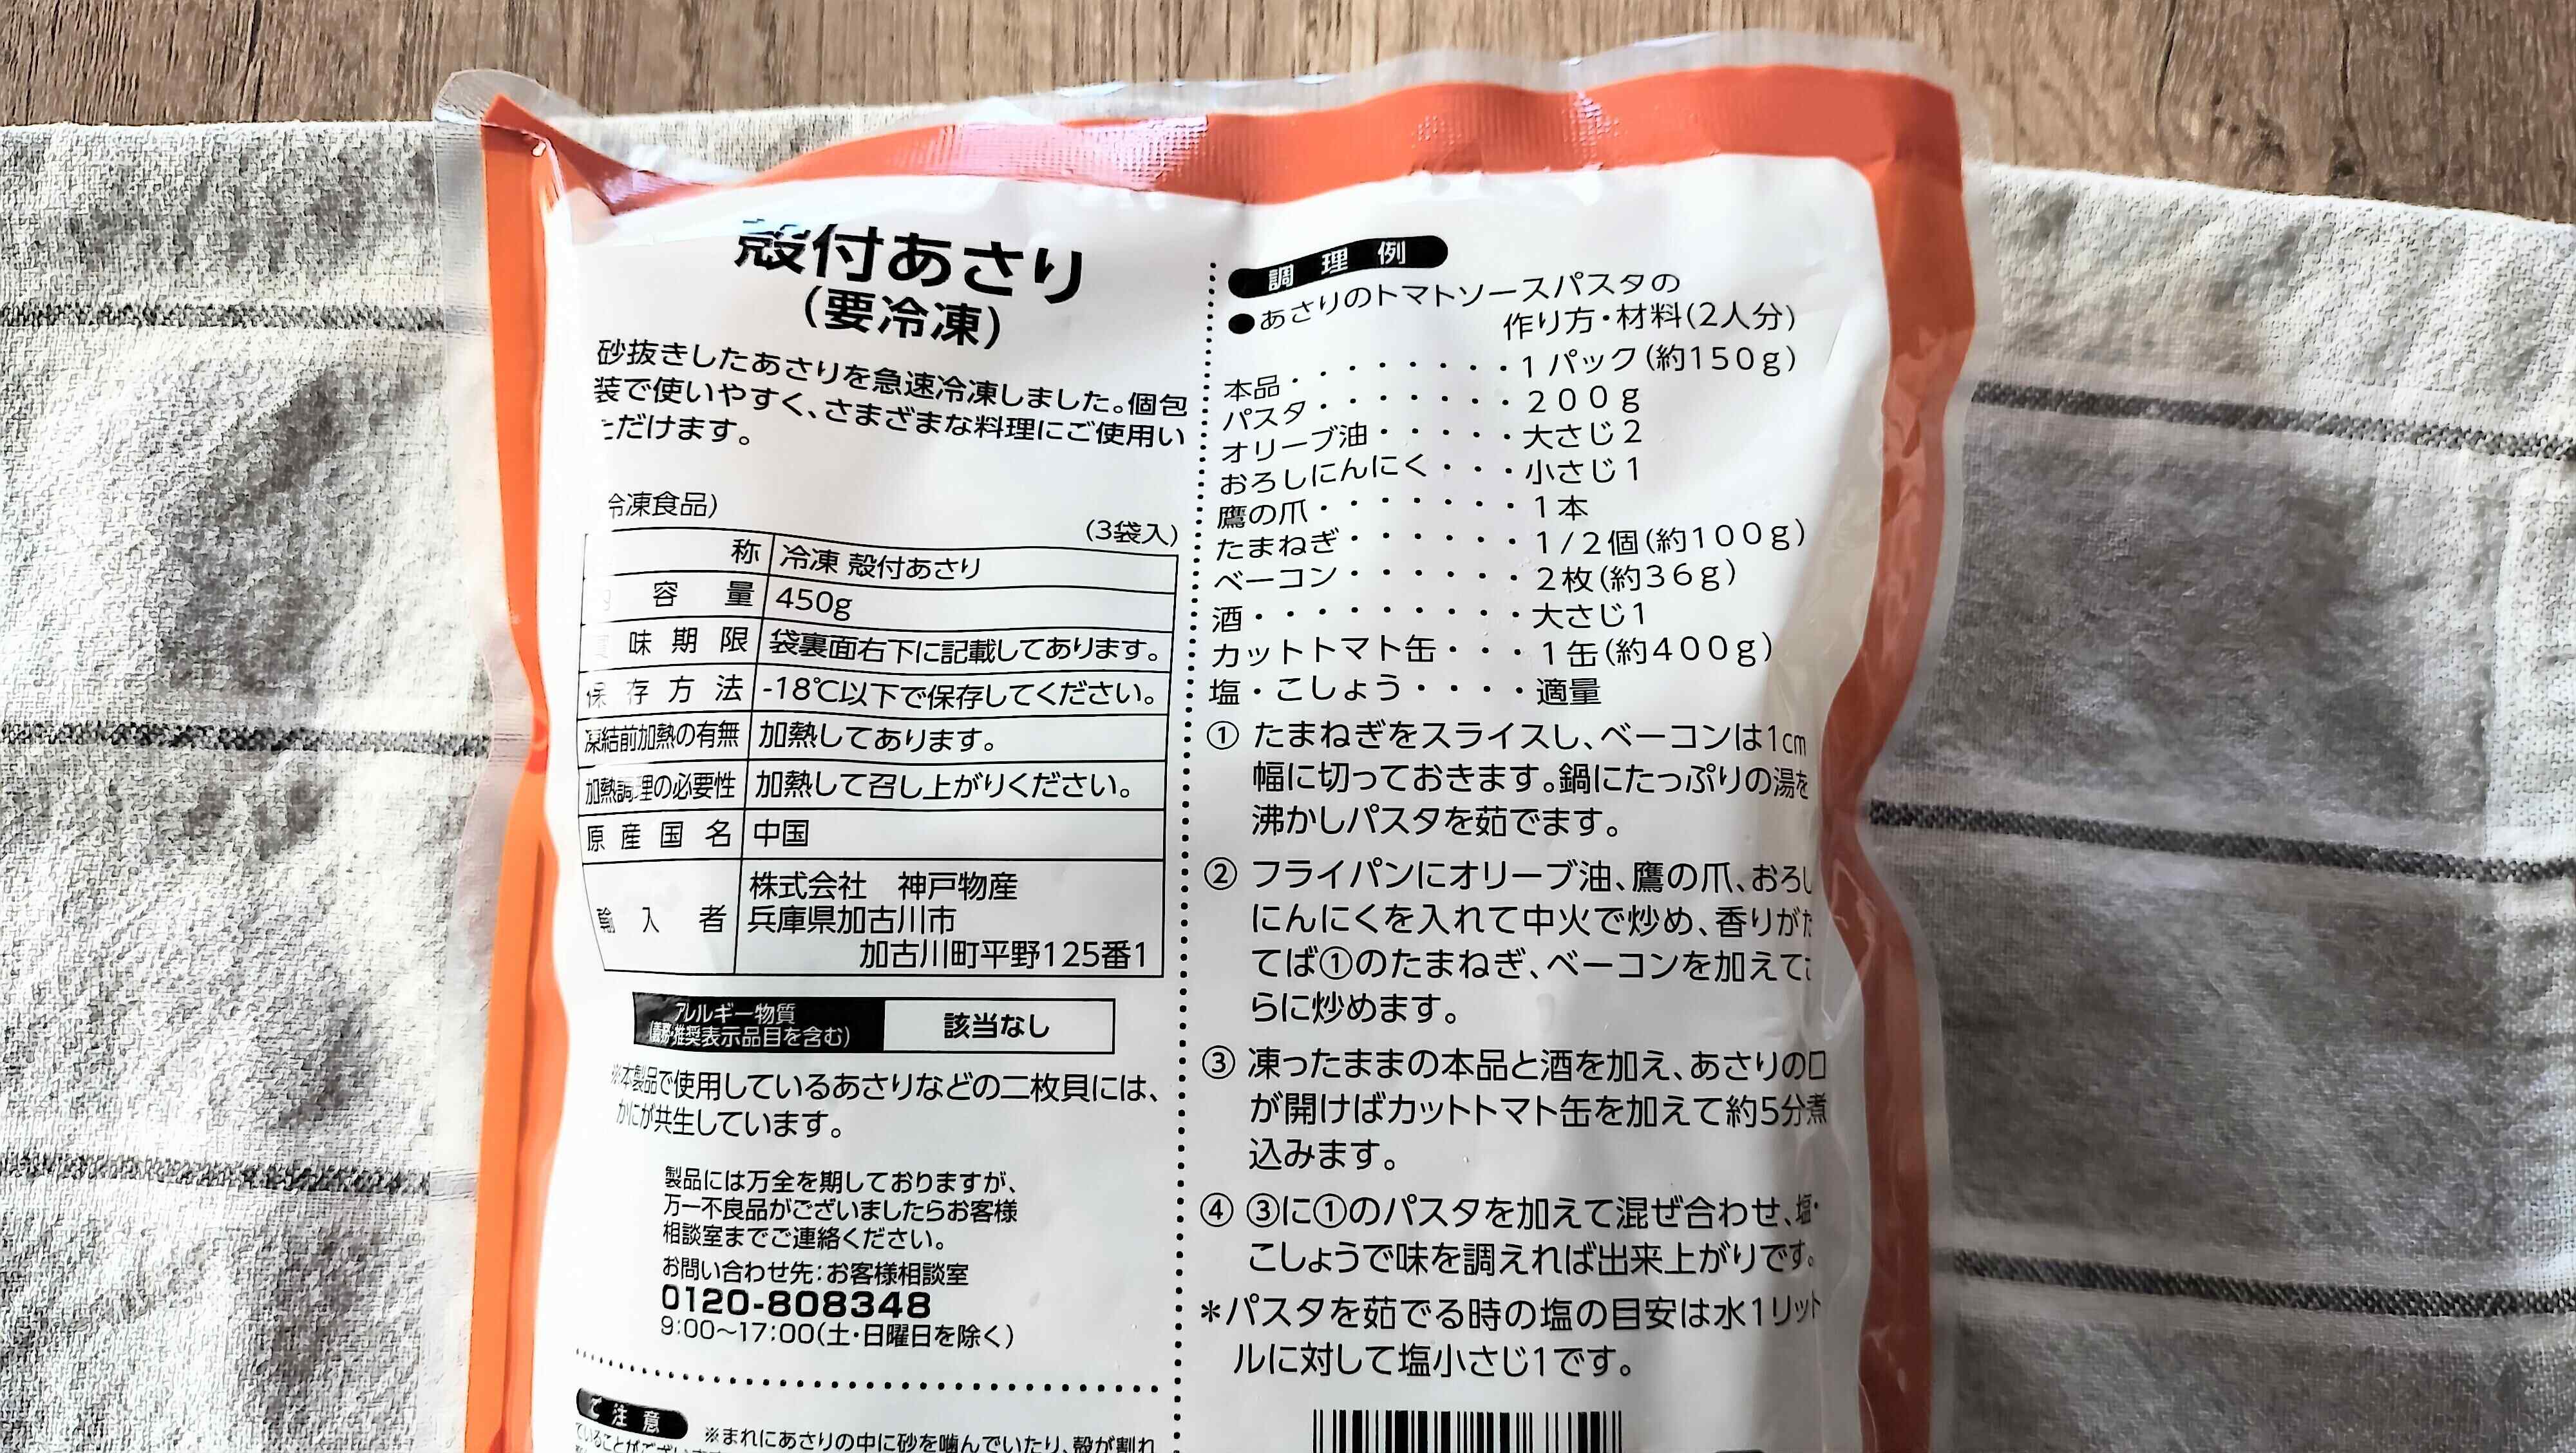 殻付あさり
(要冷凍)
砂抜きしたあさりを急速冷凍しました。個包
装で使いやすく、さまざまな料理にご使用い
ただけます。
冷凍食品)
(3袋入)
称 冷凍 殻付あさり
容量 450g
味期限 袋裏面右下に記載してあります。
保存方法 -18℃以下で保存してください。
凍結前加熱の有無 加熱してあります。
加熱調理の必要性 加熱して召し上がりください。
原産国名 中国
輸入者 株式会社 神戸物産
兵庫県加古川市
加古川町平野125番1
アレルギー物質
(義務・推奨表示品目を含む)
該当なし
※本製品で使用しているあさりなどの二枚貝には、
かにが共生しています。
製品には万全を期しておりますが、
万一不良品がございましたらお客様
相談室までご連絡ください。
お問い合わせ先:お客様相談室
0120-808348
9:00～17:00(土・日曜日を除く)
ご注意
※まれにあさりの中に砂を噛んでいたり、殻が割れ
ていることがござい
調理例
●あさりのトマトソースパスタの
作り方・材料(2人分)
本品・・・・・・・・1パック(約150g)
パスタ・・・・・・・200g
オリーブ油・・・・・大さじ2
おろしにんにく・・・小さじ1
鷹の爪・・・・・・・1本
たまねぎ・・・・・・1/2個(約100g)
ベーコン・・・・・・2枚(約36g)
酒・・・・・・・・・大さじ1
カットトマト缶・・・1缶(約400g)
塩・こしょう・・・・適量
① たまねぎをスライスし、ベーコンは1cm
幅に切っておきます。鍋にたっぷりの湯を
沸かしパスタを茹でます。
② フライパンにオリーブ油、鷹の爪、おろし
にんにくを入れて中火で炒め、香りがた
てば①のたまねぎ、ベーコンを加えてさ
らに炒めます。
③ 凍ったままの本品と酒を加え、あさりの口
が開けばカットトマト缶を加えて約5分煮
込みます。
④ ③に①のパスタを加えて混ぜ合わせ、塩・
こしょうで味を調えれば出来上がりです。
＊パスタを茹でる時の塩の目安は水1リット
ルに対して塩小さじ1です。